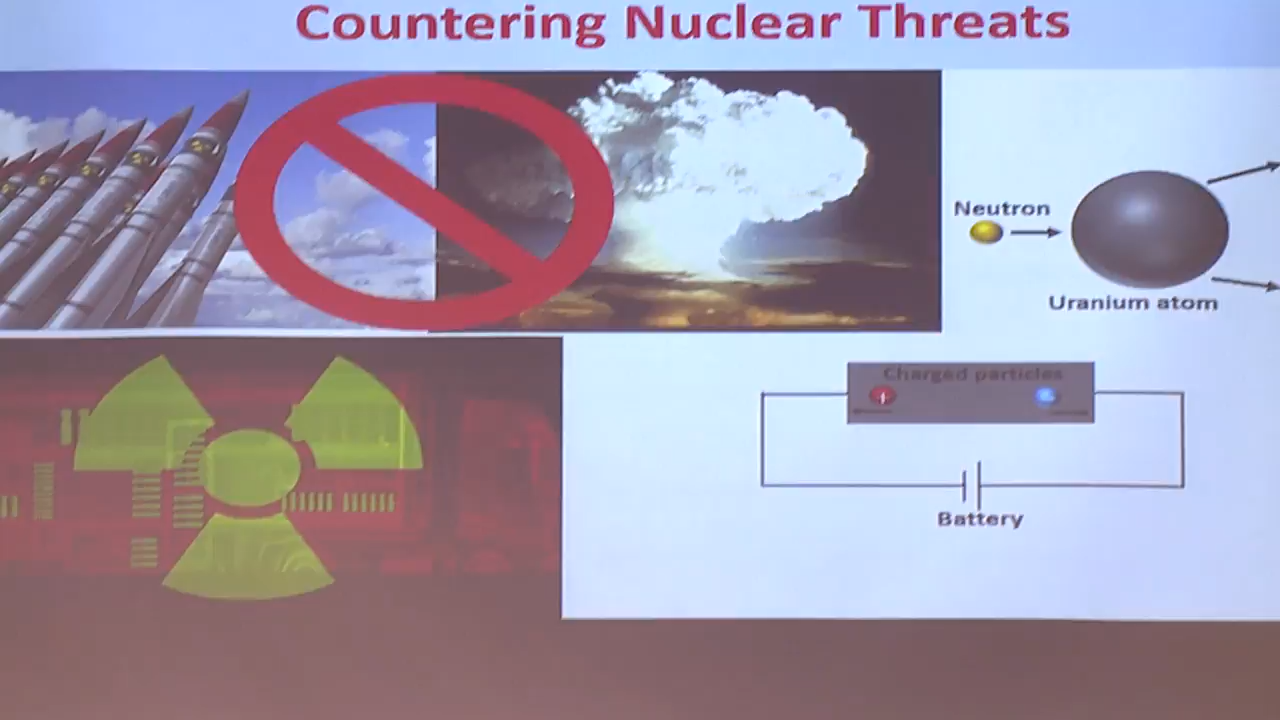 Countering Nuclear Threats
Neutron
Uranium atom
Charged particles
Battery